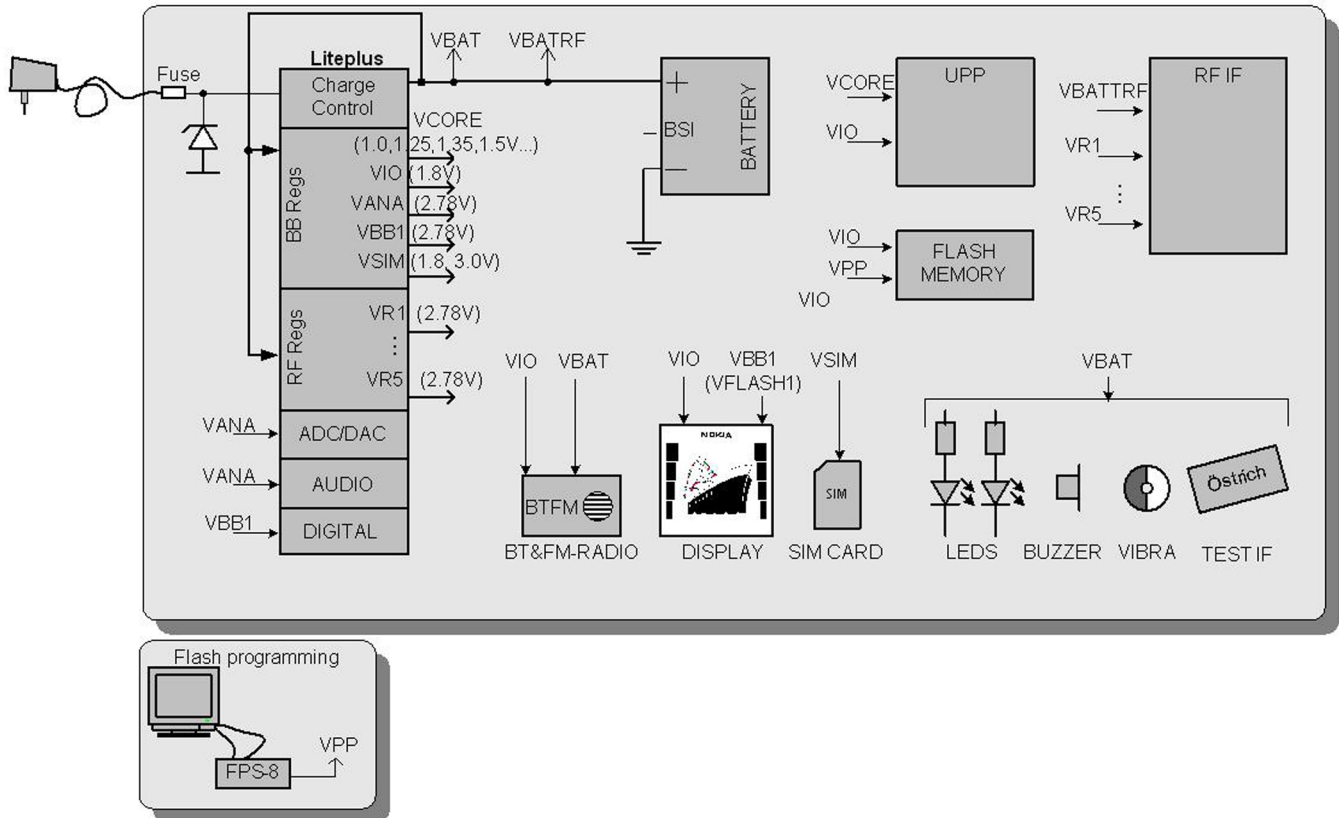 Fuse
Liteplus
Charge
Control
VBAT
VBATRF
VCORE
(1.0,1.25,1.35,1.5V...)
VIO (1.8V)
VANA (2.78V)
VBB1 (2.78V)
VSIM (1.8, 3.0V)
BB Regs
VR1 (2.78V)
⋮
VR5 (2.78V)
RF Regs
VANA
ADC/DAC
VANA
AUDIO
VBB1
DIGITAL
+
– BSI
—
BATTERY
UPP
VCORE
VIO
RF IF
VBATTRF
VR1
⋮
VR5
VIO
VPP
FLASH
MEMORY
VIO
VIO
VBAT
BTFM
BT&FM-RADIO
VIO
VBB1
(VFLASH1)
NOKIA
DISPLAY
VSIM
SIM
SIM CARD
VBAT
Östrich
LEDS
BUZZER
VIBRA
TEST IF
Flash programming
VPP
FPS-8